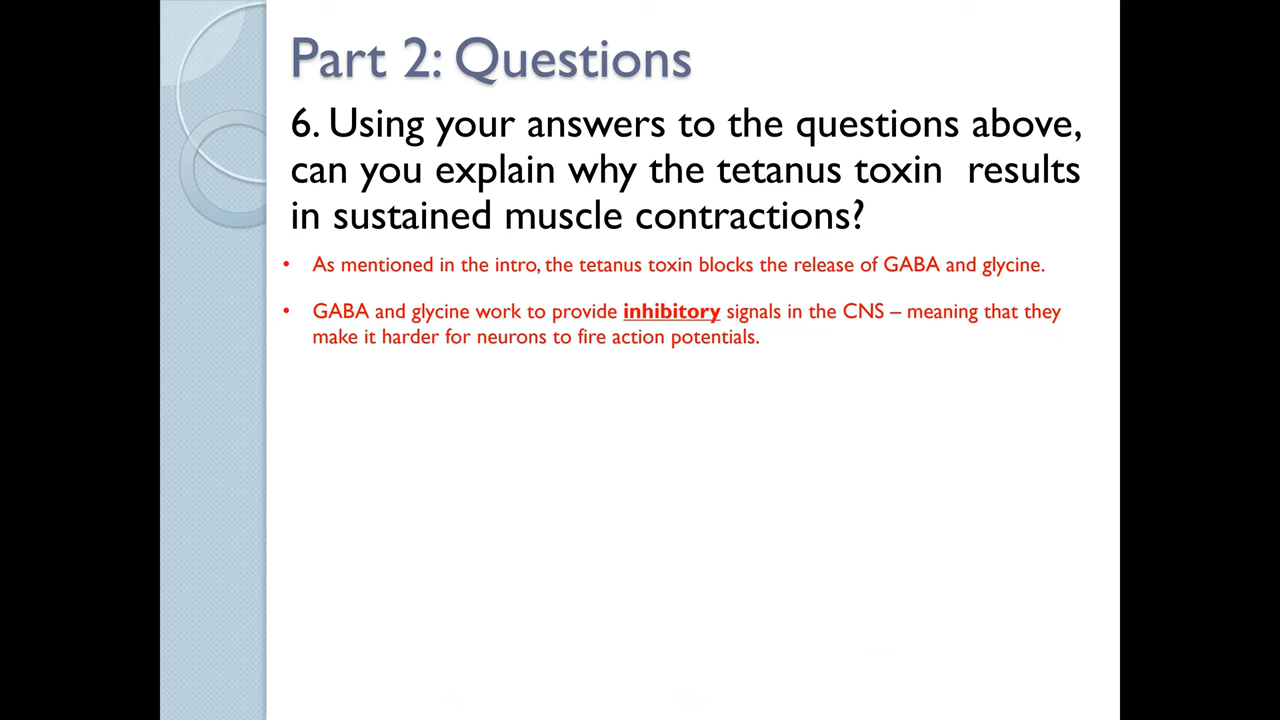 Part 2: Questions
6. Using your answers to the questions above,
can you explain why the tetanus toxin  results
in sustained muscle contractions?
• As mentioned in the intro, the tetanus toxin blocks the release of GABA and glycine.
• GABA and glycine work to provide inhibitory signals in the CNS – meaning that they
make it harder for neurons to fire action potentials.